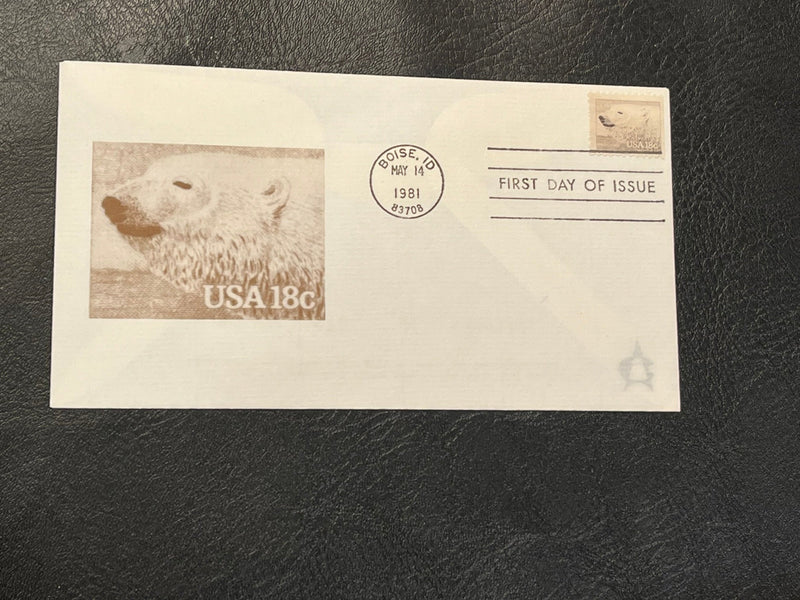 USA 18c
BOISE, ID
MAY 14
1981
83708
USA 18c
FIRST DAY OF ISSUE